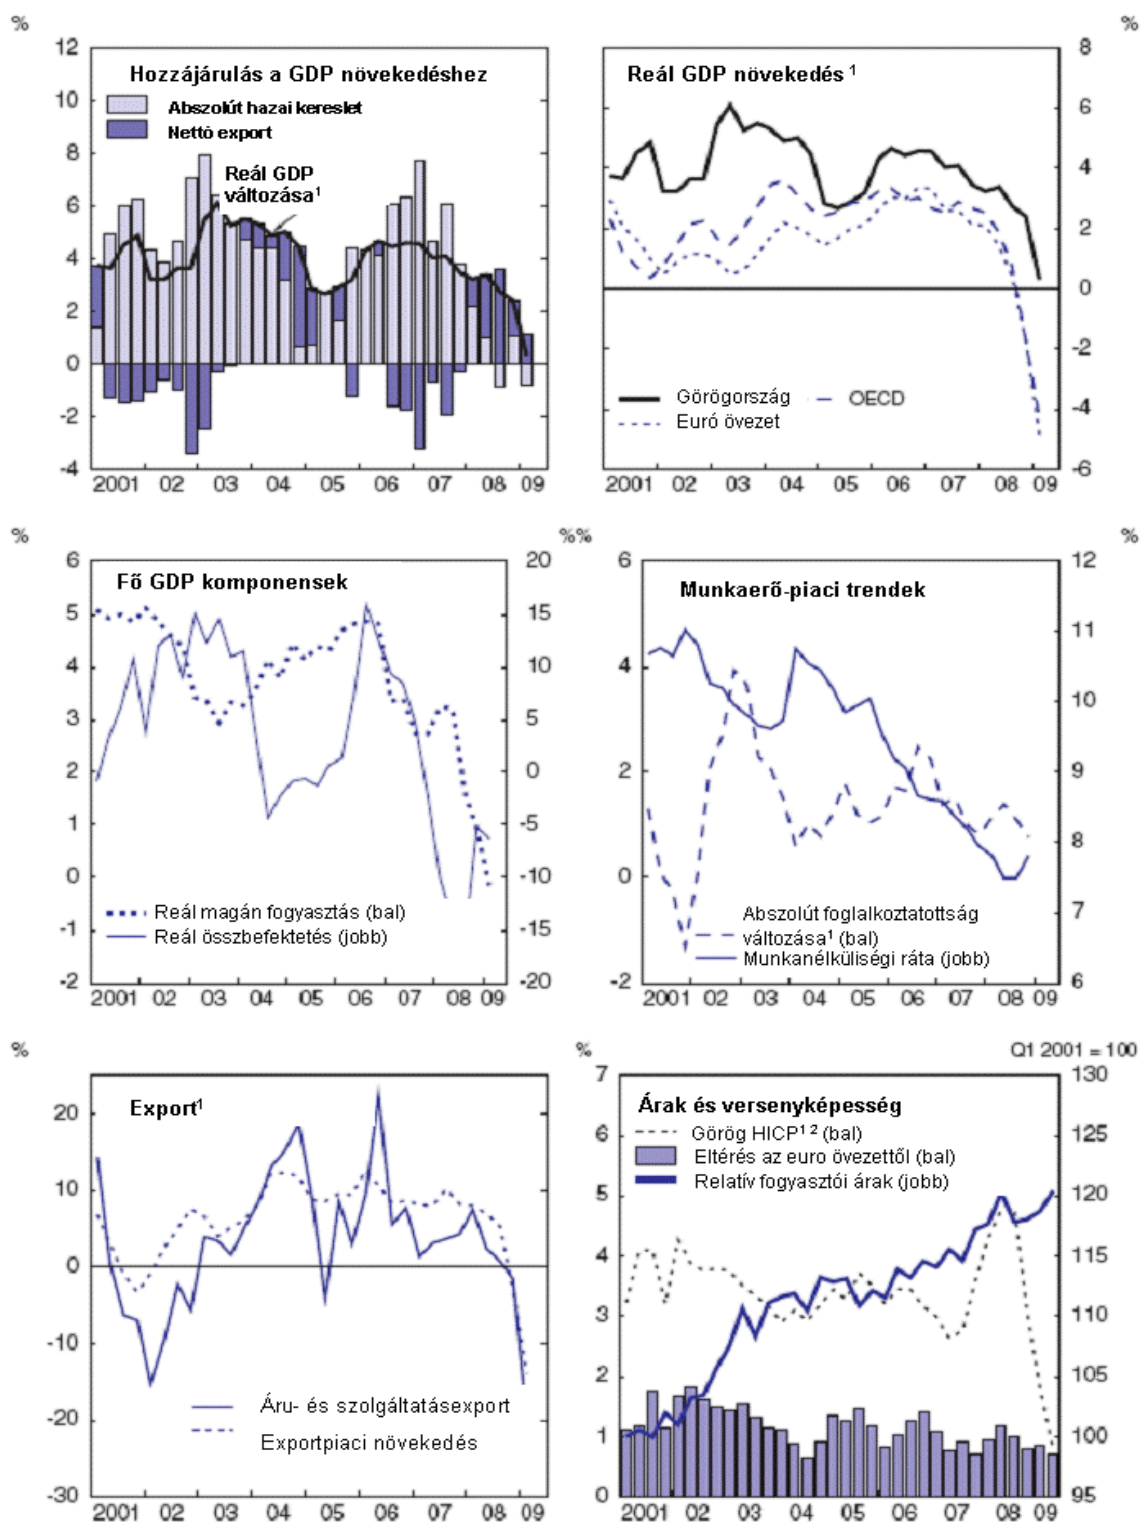 %
%
12
10
8
6
4
2
0
-2
-4
Hozzájárulás a GDP növekedéshez
Abszolút hazai kereslet
Nettó export
Reál GDP
változása¹
2001 02 03 04 05 06 07 08 09
8
6
4
2
0
-2
-4
-6
Reál GDP növekedés ¹
Görögország
OECD
Euró övezet
2001 02 03 04 05 06 07 08 09
%
%%
%
6
5
4
3
2
1
0
-1
-2
Fő GDP komponensek
20
15
10
5
0
-5
-10
-15
-20
Reál magán fogyasztás (bal)
Reál összbefektetés (jobb)
2001 02 03 04 05 06 07 08 09
6
4
2
0
-2
Munkaerő-piaci trendek
12
11
10
9
8
7
6
Abszolút foglalkoztatottság
változása¹ (bal)
Munkanélküliségi ráta (jobb)
2001 02 03 04 05 06 07 08 09
%
%
Q1 2001 = 100
20
10
0
-10
-20
-30
Export¹
Áru- és szolgáltatásexport
Exportpiaci növekedés
2001 02 03 04 05 06 07 08 09
7
6
5
4
3
2
1
0
Árak és versenyképesség
Görög HICP¹ ² (bal)
Eltérés az euro övezettől (bal)
Relatív fogyasztói árak (jobb)
130
125
120
115
110
105
100
95
2001 02 03 04 05 06 07 08 09